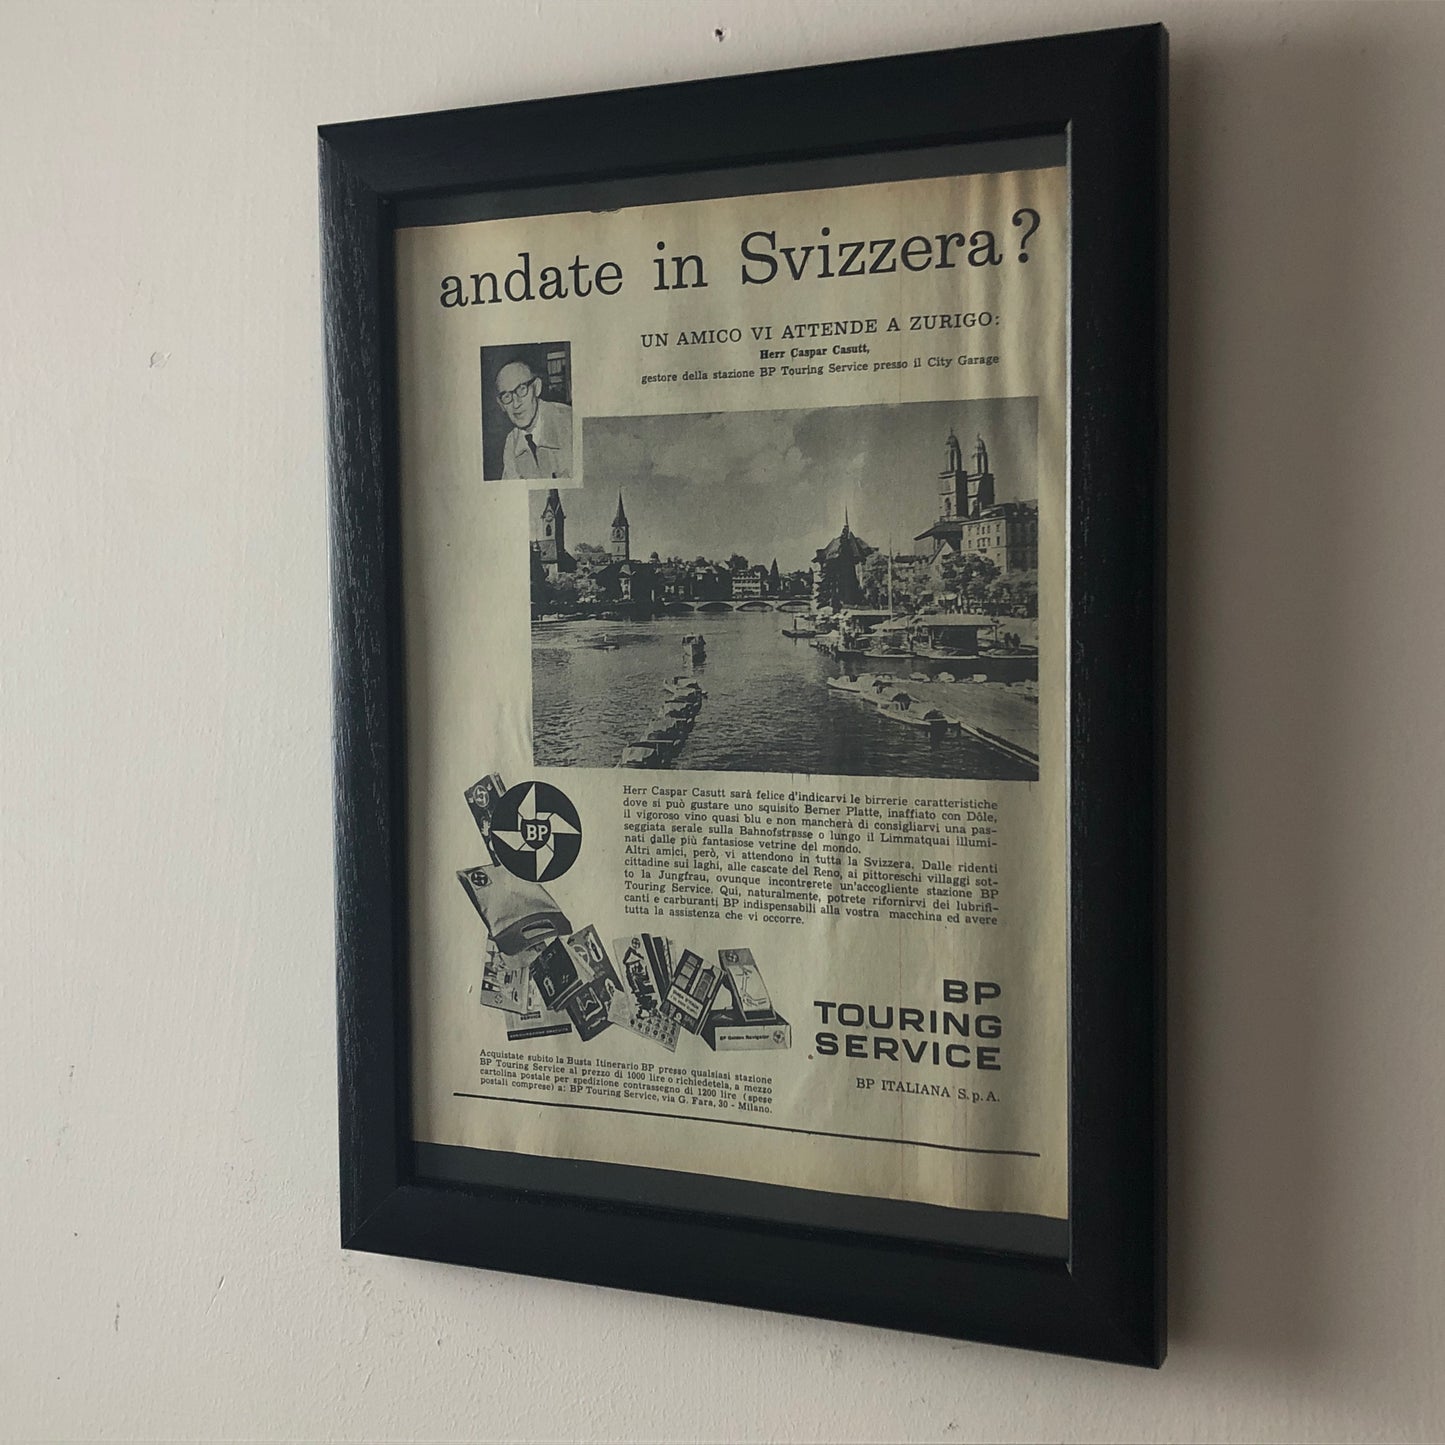 andate in Svizzera?
UN AMICO VI ATTENDE A ZURIGO:
Herr Caspar Casutt,
gestore della stazione BP Touring Service presso il City Garage
Herr Caspar Casutt sarà felice d'indicarvi le birrerie caratteristiche
dove si può gustare uno squisito Berner Platte, inaffiato con Dôle,
il vigoroso vino quasi blu e non mancherà di consigliarvi una pas-
seggiata serale sulla Bahnofstrasse o lungo il Limmatquai illumi-
nati dalle più fantasiose vetrine del mondo.
Altri amici, però, vi attendono in tutta la Svizzera. Dalle ridenti
cittadine sui laghi, alle cascate del Reno, ai pittoreschi villaggi sot-
to la Jungfrau, ovunque incontrerete un'accogliente stazione BP
Touring Service. Qui, naturalmente, potrete rifornirvi dei lubrifi-
canti e carburanti BP indispensabili alla vostra macchina ed avere
tutta la assistenza che vi occorre.
BP
SERVICE
BP Golden Navigator
Acquistate subito la Busta Itinerario BP presso qualsiasi stazione
BP Touring Service al prezzo di 1000 lire o richiedetela, a mezzo
cartolina postale per spedizione contrassegno di 1200 lire (spese
postali comprese) a: BP Touring Service, via G. Fara, 30 - Milano.
BP
TOURING
SERVICE
BP ITALIANA S.p.A.